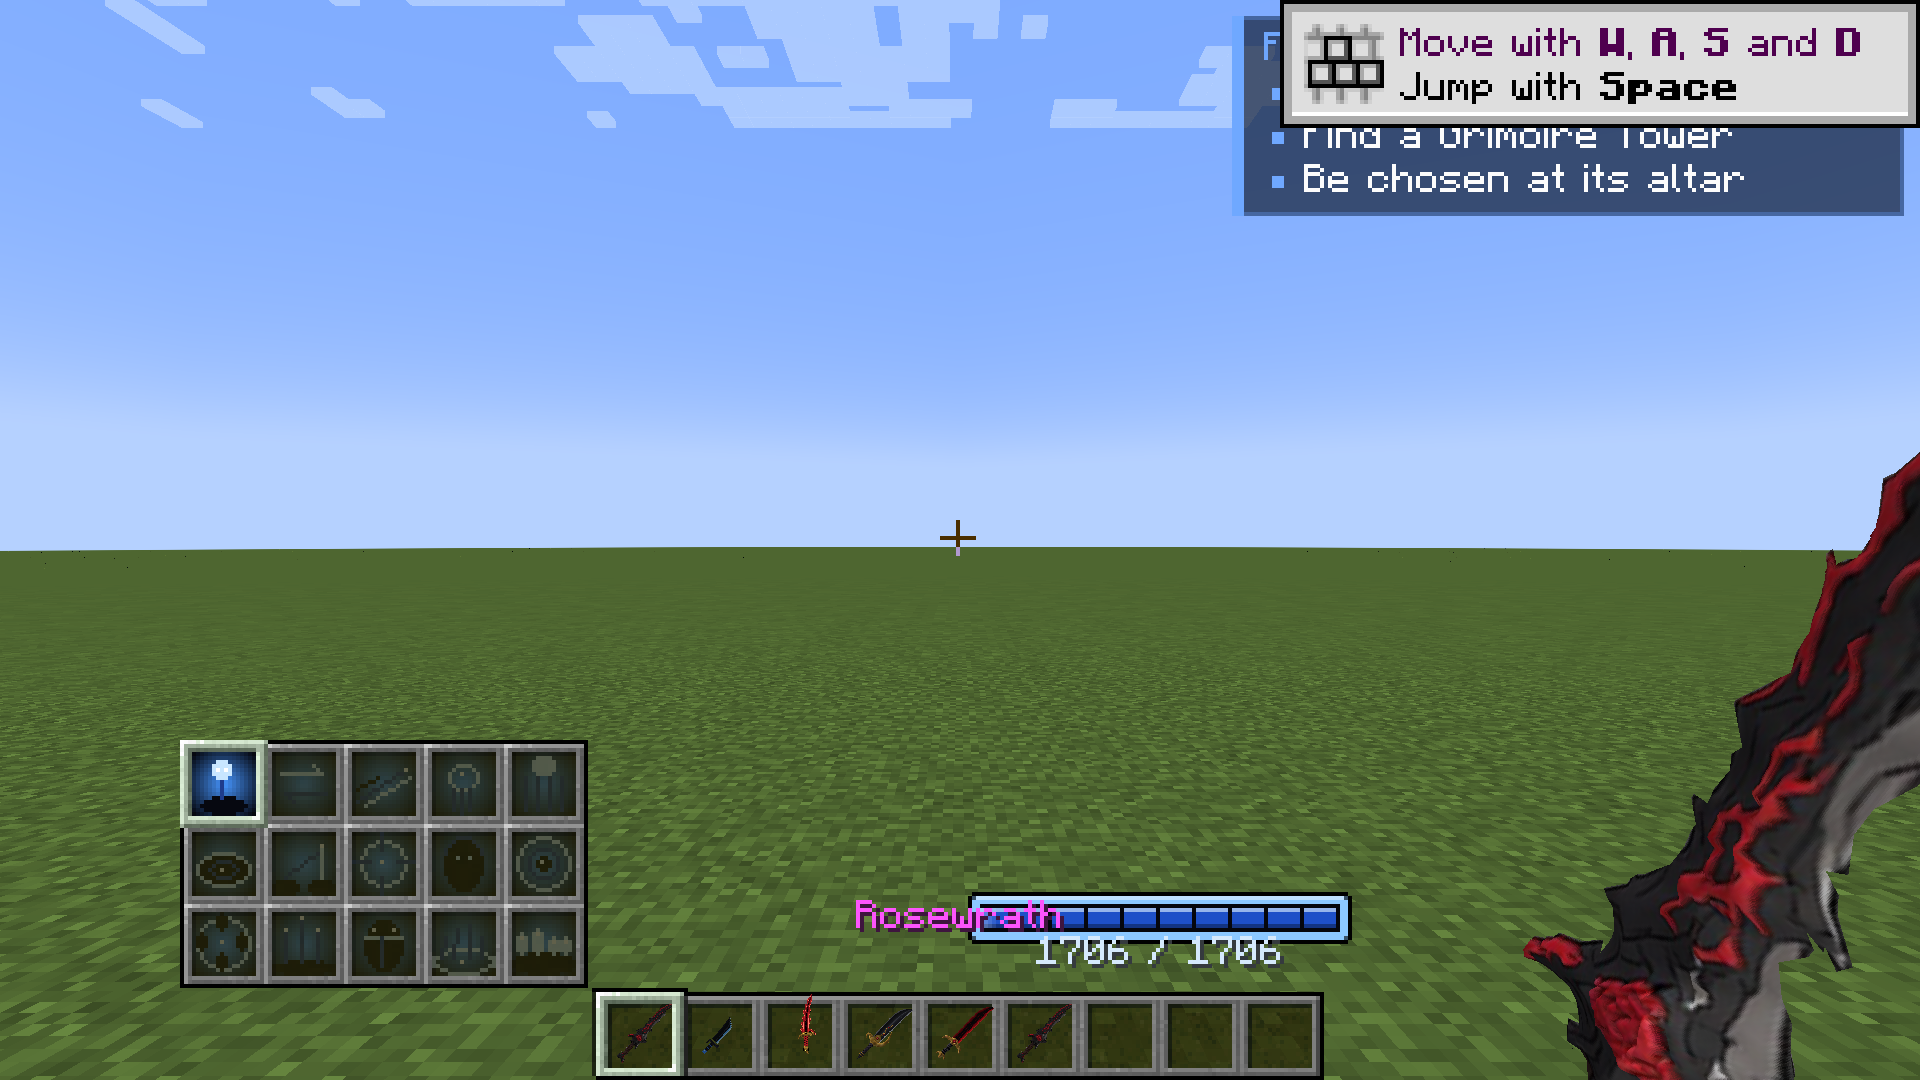 Move with W, A, S and D
Jump with Space
Find a Grimoire Tower
Be chosen at its altar
Rosewrath
1706 / 1706